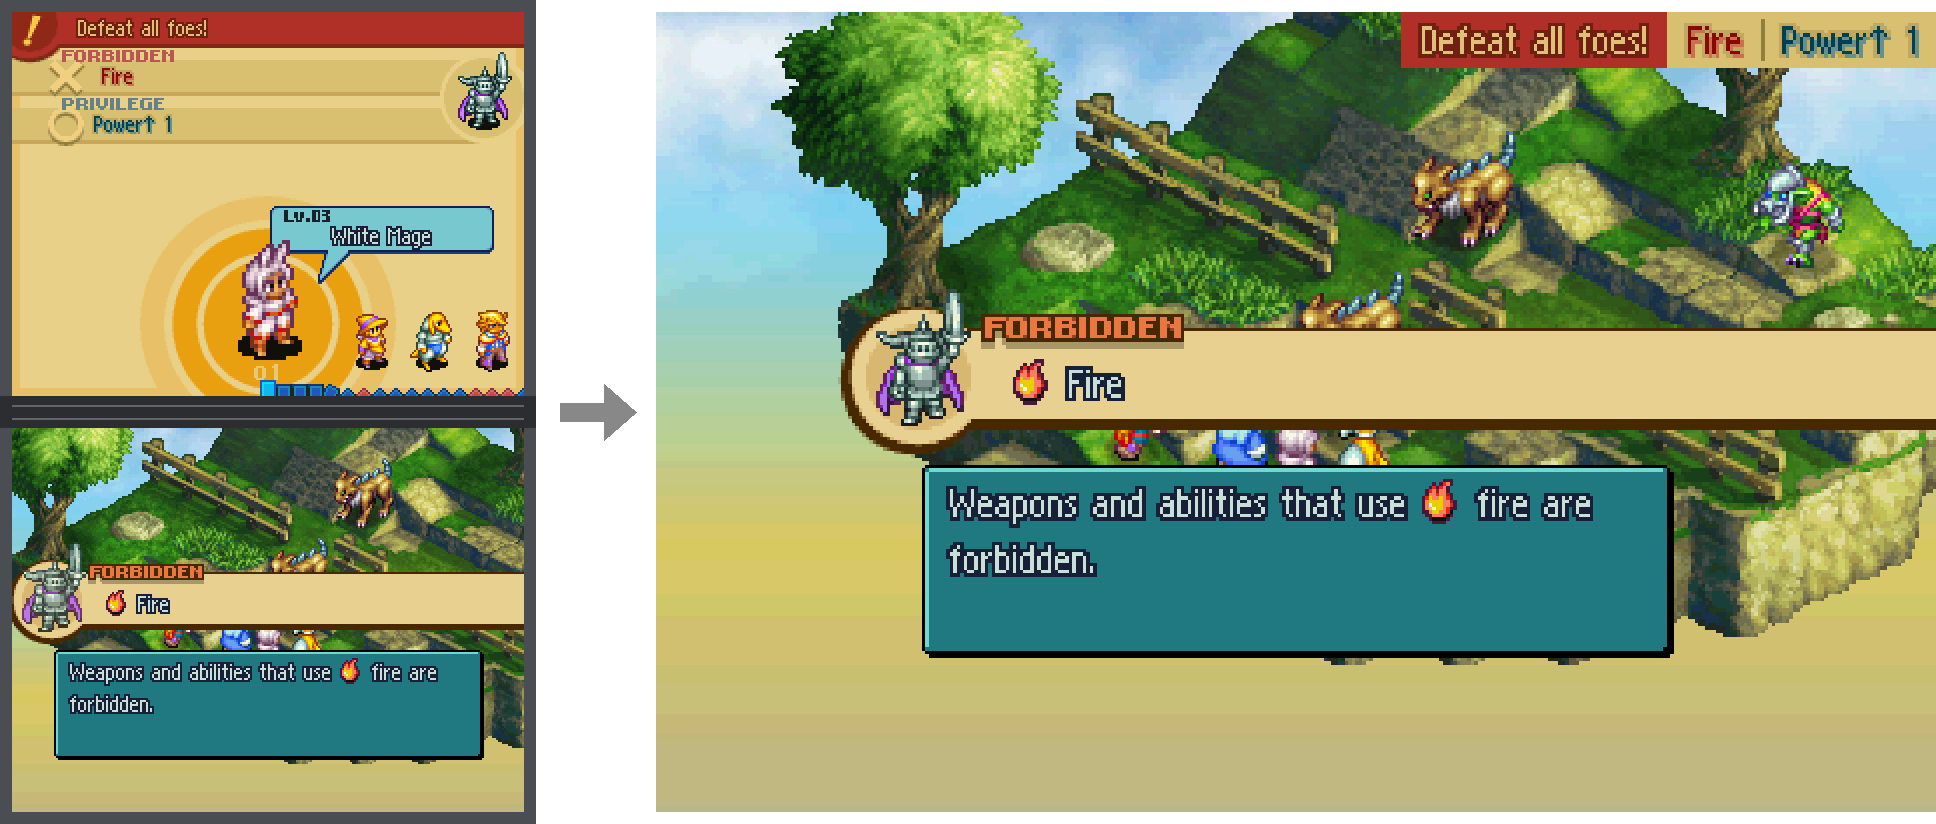 Defeat all foes!
FORBIDDEN
Fire
PRIVILEGE
Power↑ 1
Lv.03
White Mage
01
FORBIDDEN
Fire
Weapons and abilities that use fire are
forbidden.
Defeat all foes! Fire | Power↑ 1
FORBIDDEN
Fire
Weapons and abilities that use fire are
forbidden.